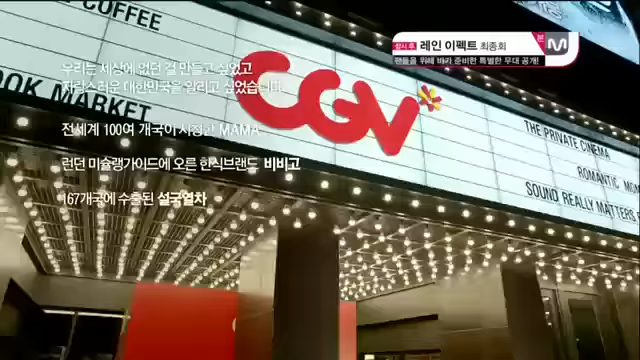 COFFEE
OOK MARKET
CGV
THE PRIVATE CINEMA
ROMANTIC
SOUND REALLY MATTERS
잠시 후 레인 이펙트 최종회
팬들을 위해 비가 준비한 특별한 무대 공개!
본
M
우리는 세상에 없던 걸 만들고 싶었고
자랑스러운 대한민국을 알리고 싶었습니다
전세계 100여 개국이 시청한 MAMA
런던 미슐랭가이드에 오른 한식브랜드 비비고
167개국에 수출된 설국열차